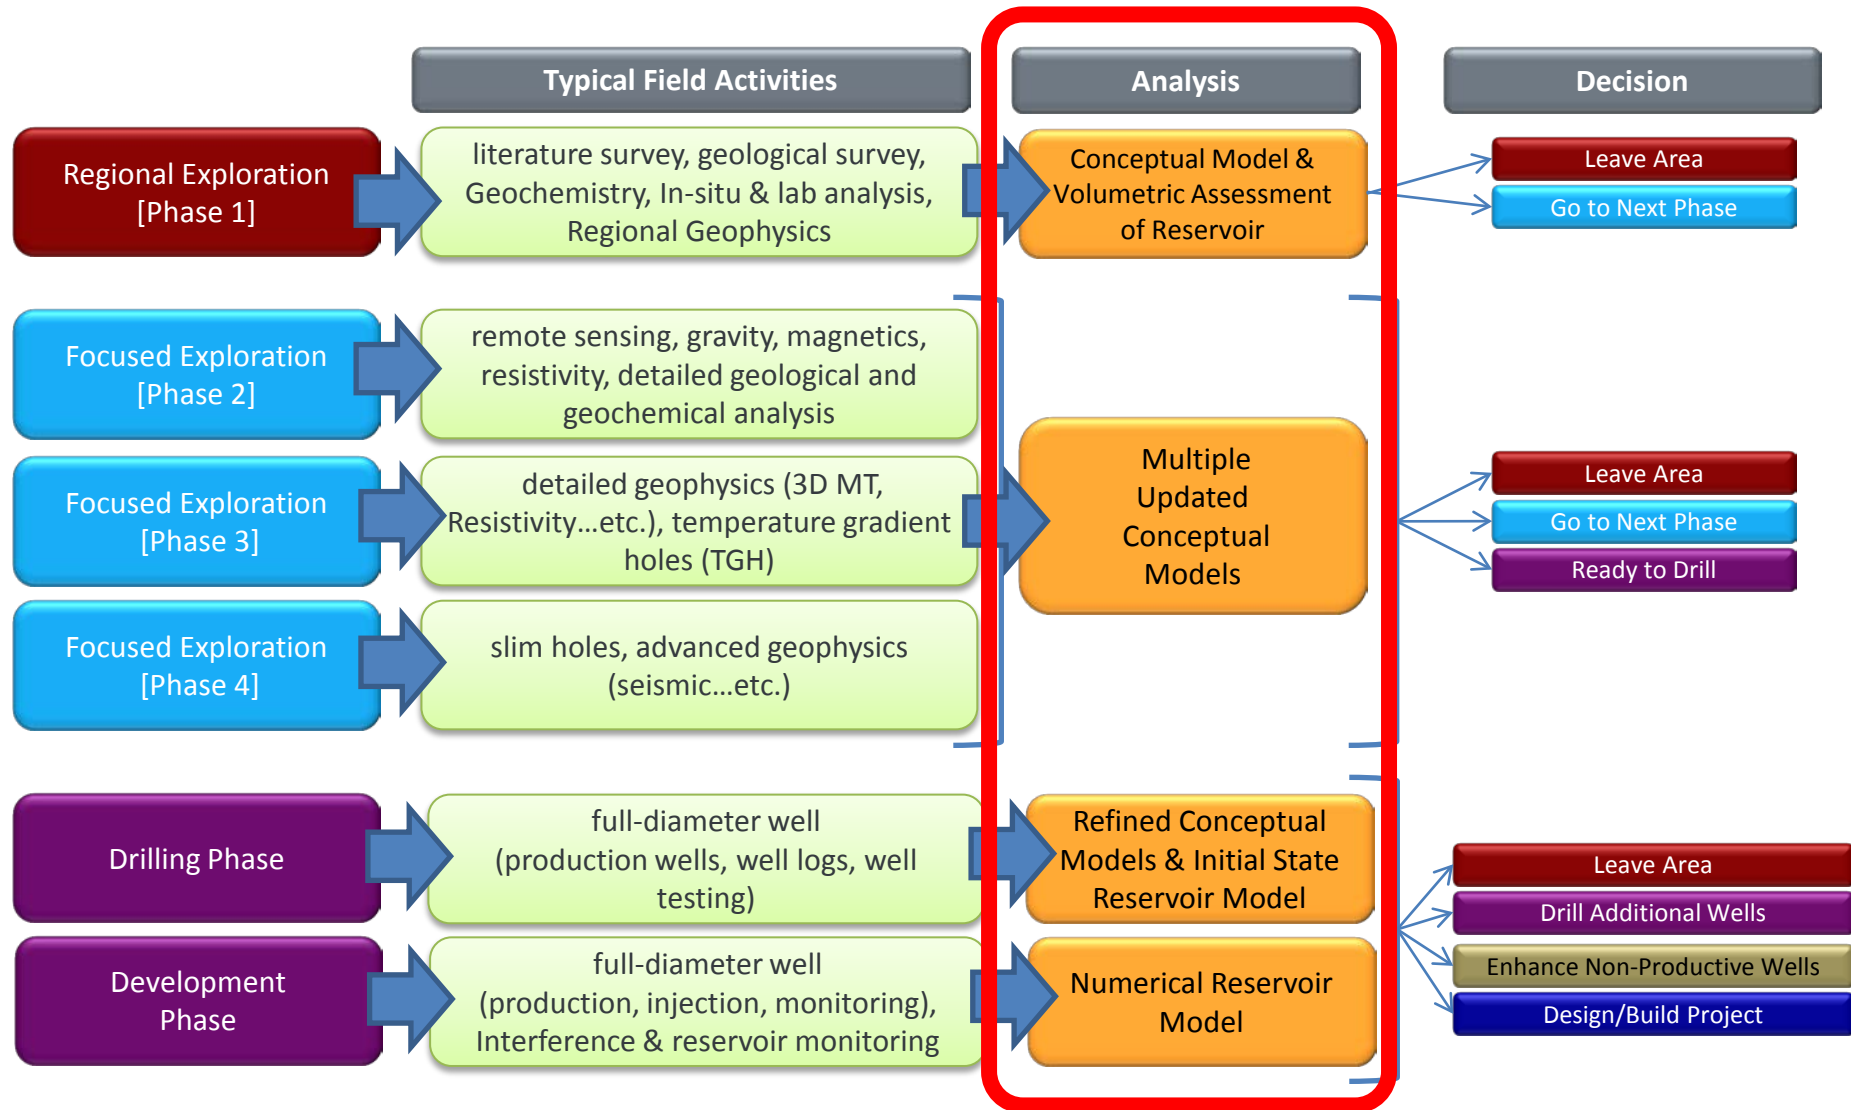 Typical Field Activities
Analysis
Decision
Regional Exploration
[Phase 1]
literature survey, geological survey,
Geochemistry, In-situ & lab analysis,
Regional Geophysics
Conceptual Model &
Volumetric Assessment
of Reservoir
Leave Area
Go to Next Phase
Focused Exploration
[Phase 2]
remote sensing, gravity, magnetics,
resistivity, detailed geological and
geochemical analysis
Focused Exploration
[Phase 3]
detailed geophysics (3D MT,
Resistivity...etc.), temperature gradient
holes (TGH)
Multiple
Updated
Conceptual
Models
Leave Area
Go to Next Phase
Ready to Drill
Focused Exploration
[Phase 4]
slim holes, advanced geophysics
(seismic...etc.)
Drilling Phase
full-diameter well
(production wells, well logs, well
testing)
Refined Conceptual
Models & Initial State
Reservoir Model
Leave Area
Drill Additional Wells
Enhance Non-Productive Wells
Design/Build Project
Development
Phase
full-diameter well
(production, injection, monitoring),
Interference & reservoir monitoring
Numerical Reservoir
Model